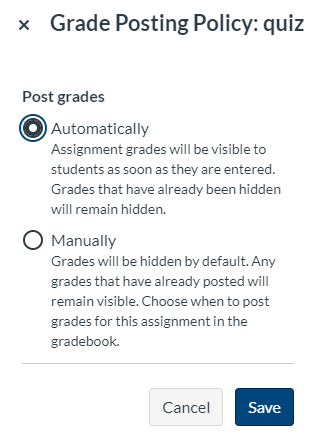 × Grade Posting Policy: quiz
Post grades
Automatically
Assignment grades will be visible to
students as soon as they are entered.
Grades that have already been hidden
will remain hidden.
Manually
Grades will be hidden by default. Any
grades that have already posted will
remain visible. Choose when to post
grades for this assignment in the
gradebook.
Cancel Save